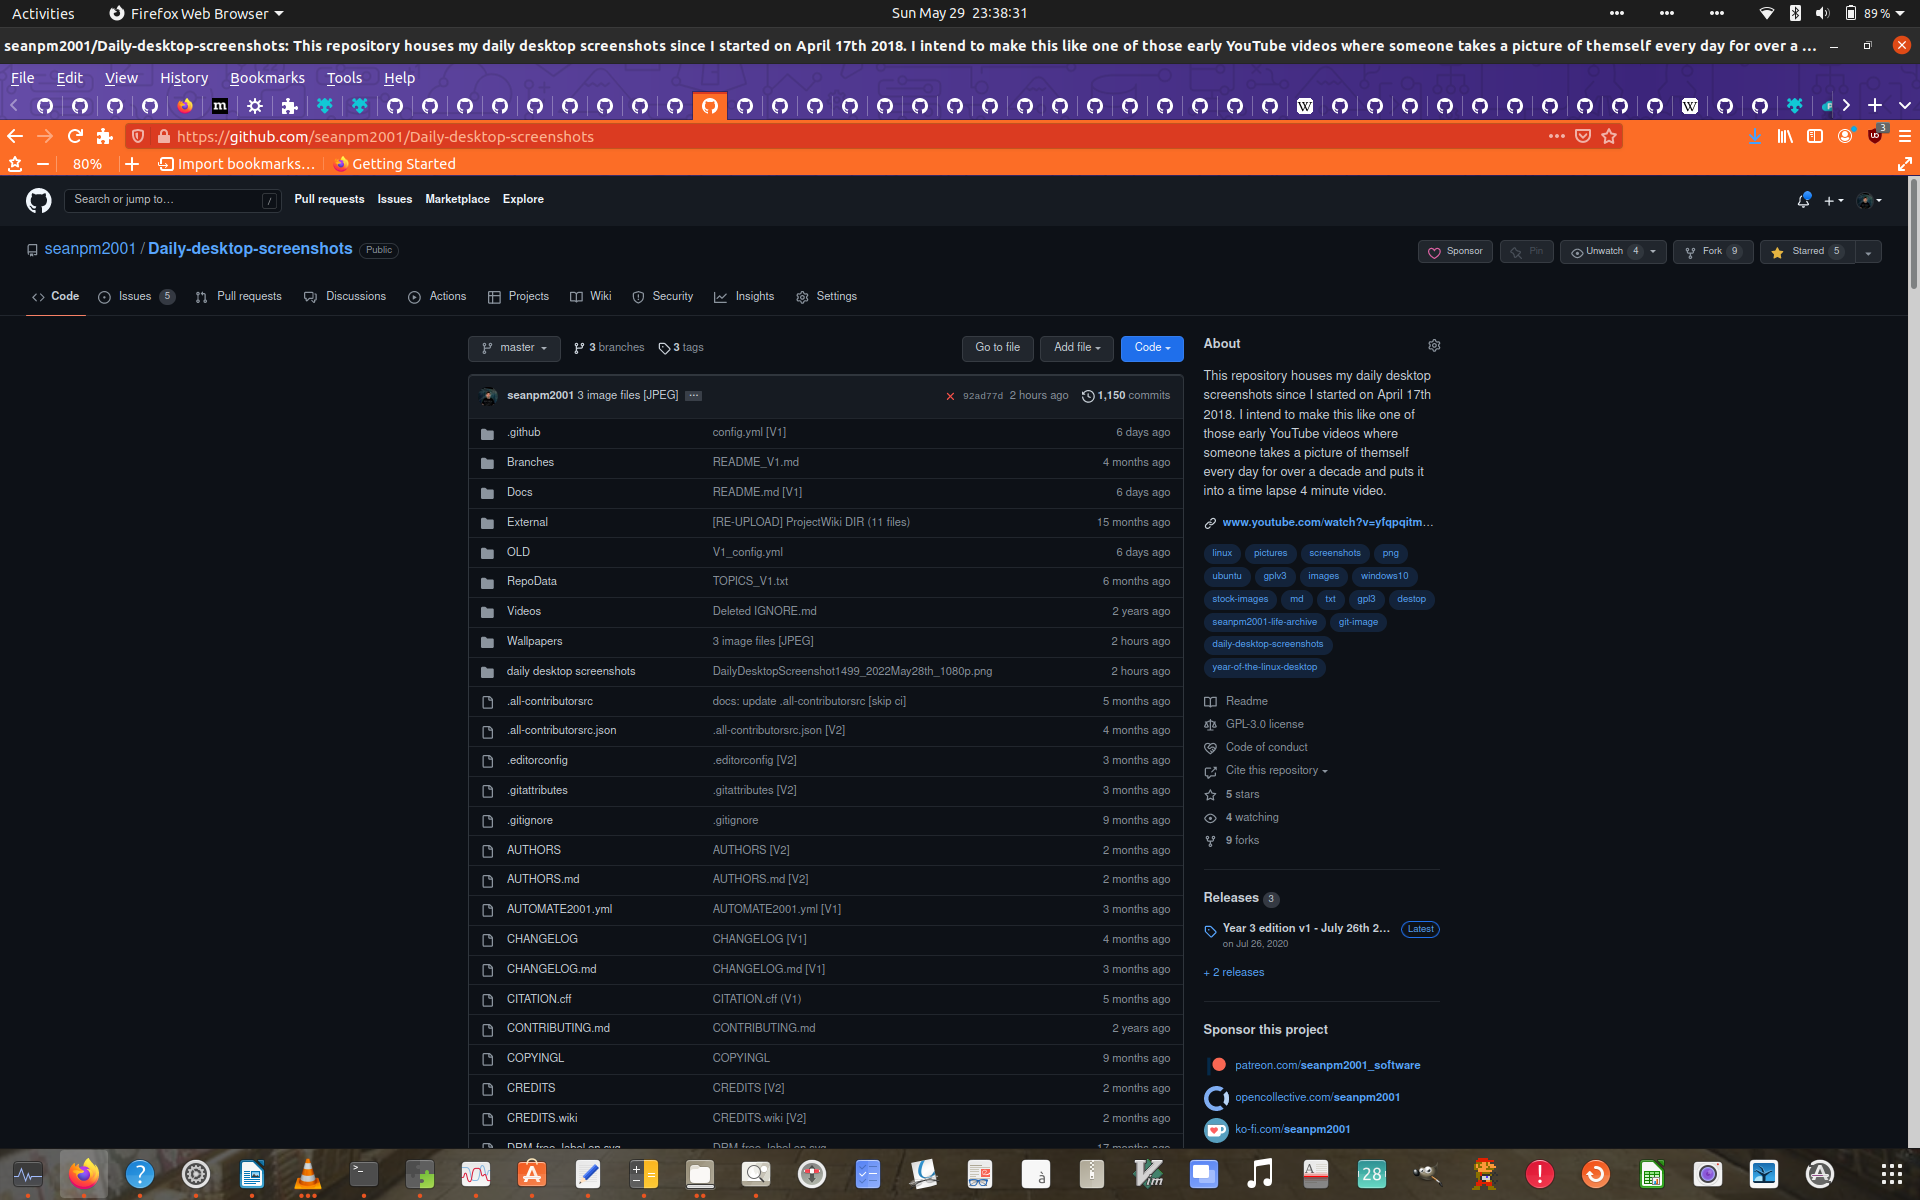 Activities
Firefox Web Browser
Sun May 29 23:38:31
89 %
seanpm2001/Daily-desktop-screenshots: This repository houses my daily desktop screenshots since I started on April 17th 2018. I intend to make this like one of those early YouTube videos where someone takes a picture of themself every day for over a ...
File Edit View History Bookmarks Tools Help
https://github.com/seanpm2001/Daily-desktop-screenshots
3
80%
Import bookmarks...
Getting Started
Search or jump to...
/
Pull requests Issues Marketplace Explore
seanpm2001 / Daily-desktop-screenshots Public
Sponsor Pin Unwatch 4 Fork 9 Starred 5
Code Issues 5 Pull requests Discussions Actions Projects Wiki Security Insights Settings
master 3 branches 3 tags Go to file Add file Code
seanpm2001 3 image files [JPEG] ... 92ad77d 2 hours ago 1,150 commits
.github config.yml [V1] 6 days ago
Branches README_V1.md 4 months ago
Docs README.md [V1] 6 days ago
External [RE-UPLOAD] ProjectWiki DIR (11 files) 15 months ago
OLD V1_config.yml 6 days ago
RepoData TOPICS_V1.txt 6 months ago
Videos Deleted IGNORE.md 2 years ago
Wallpapers 3 image files [JPEG] 2 hours ago
daily desktop screenshots DailyDesktopScreenshot1499_2022May28th_1080p.png 2 hours ago
.all-contributorsrc docs: update .all-contributorsrc [skip ci] 5 months ago
.all-contributorsrc.json .all-contributorsrc.json [V2] 4 months ago
.editorconfig .editorconfig [V2] 3 months ago
.gitattributes .gitattributes [V2] 3 months ago
.gitignore .gitignore 9 months ago
AUTHORS AUTHORS [V2] 2 months ago
AUTHORS.md AUTHORS.md [V2] 2 months ago
AUTOMATE2001.yml AUTOMATE2001.yml [V1] 3 months ago
CHANGELOG CHANGELOG [V1] 4 months ago
CHANGELOG.md CHANGELOG.md [V1] 3 months ago
CITATION.cff CITATION.cff (V1) 5 months ago
CONTRIBUTING.md CONTRIBUTING.md 2 years ago
COPYINGL COPYINGL 9 months ago
CREDITS CREDITS [V2] 2 months ago
CREDITS.wiki CREDITS.wiki [V2] 2 months ago
About
This repository houses my daily desktop
screenshots since I started on April 17th
2018. I intend to make this like one of
those early YouTube videos where
someone takes a picture of themself
every day for over a decade and puts it
into a time lapse 4 minute video.
www.youtube.com/watch?v=yfqpqitm...
linux pictures screenshots png
ubuntu gplv3 images windows10
stock-images md txt gpl3 destop
seanpm2001-life-archive git-image
daily-desktop-screenshots
year-of-the-linux-desktop
Readme
GPL-3.0 license
Code of conduct
Cite this repository
5 stars
4 watching
9 forks
Releases 3
Year 3 edition v1 - July 26th 2... Latest
on Jul 26, 2020
+ 2 releases
Sponsor this project
patreon.com/seanpm2001_software
opencollective.com/seanpm2001
ko-fi.com/seanpm2001
28